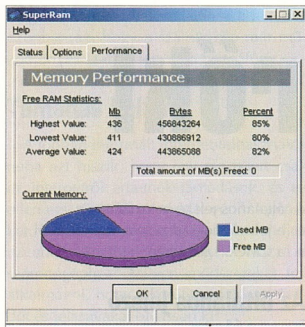 SuperRam
Help
Status Options Performance
Memory Performance
Free RAM Statistics:
Mb Bytes Percent
Highest Value: 436 456843264 85%
Lowest Value: 411 430886912 80%
Average Value: 424 443865088 82%
Total amount of MB(s) Freed: 0
Current Memory:
Used MB
Free MB
OK Cancel Apply